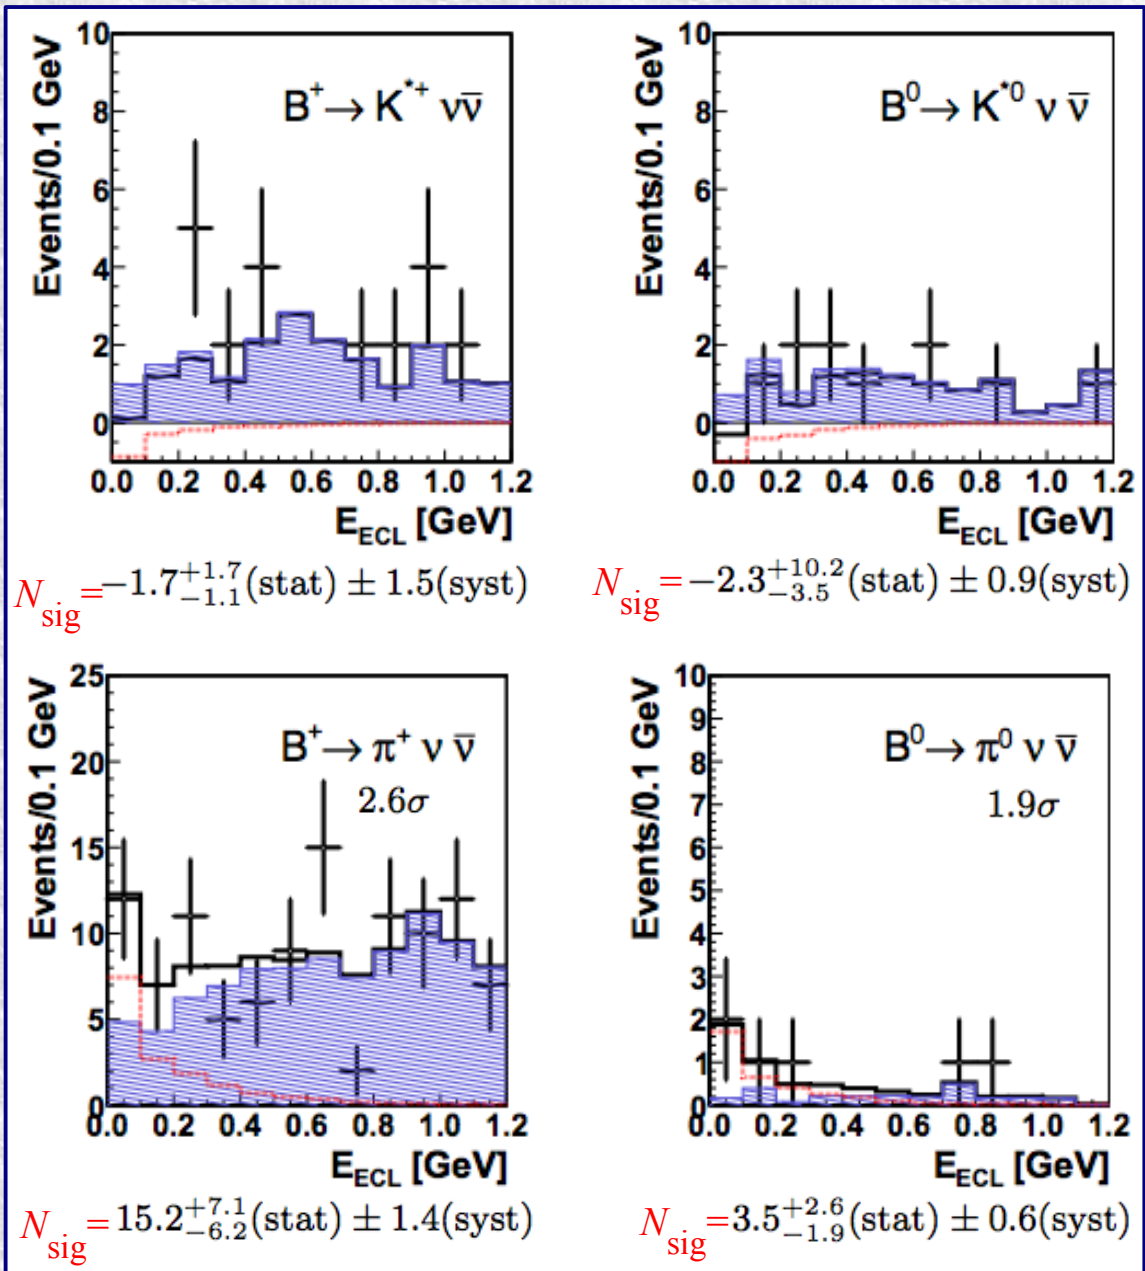 Events/0.1 GeV
10
8
6
4
2
0
B⁺ → K*⁺ νν̄
0.0 0.2 0.4 0.6 0.8 1.0 1.2
E_ECL [GeV]
N_sig=−1.7 +1.7 −1.1 (stat) ± 1.5(syst)
Events/0.1 GeV
10
8
6
4
2
0
B⁰ → K*⁰ ν ν̄
0.0 0.2 0.4 0.6 0.8 1.0 1.2
E_ECL [GeV]
N_sig=−2.3 +10.2 −3.5 (stat) ± 0.9(syst)
Events/0.1 GeV
25
20
15
10
5
0
B⁺ → π⁺ ν ν̄
2.6σ
0.0 0.2 0.4 0.6 0.8 1.0 1.2
E_ECL [GeV]
N_sig=15.2 +7.1 −6.2 (stat) ± 1.4(syst)
Events/0.1 GeV
10
9
8
7
6
5
4
3
2
1
0
B⁰ → π⁰ ν ν̄
1.9σ
0.0 0.2 0.4 0.6 0.8 1.0 1.2
E_ECL [GeV]
N_sig=3.5 +2.6 −1.9 (stat) ± 0.6(syst)